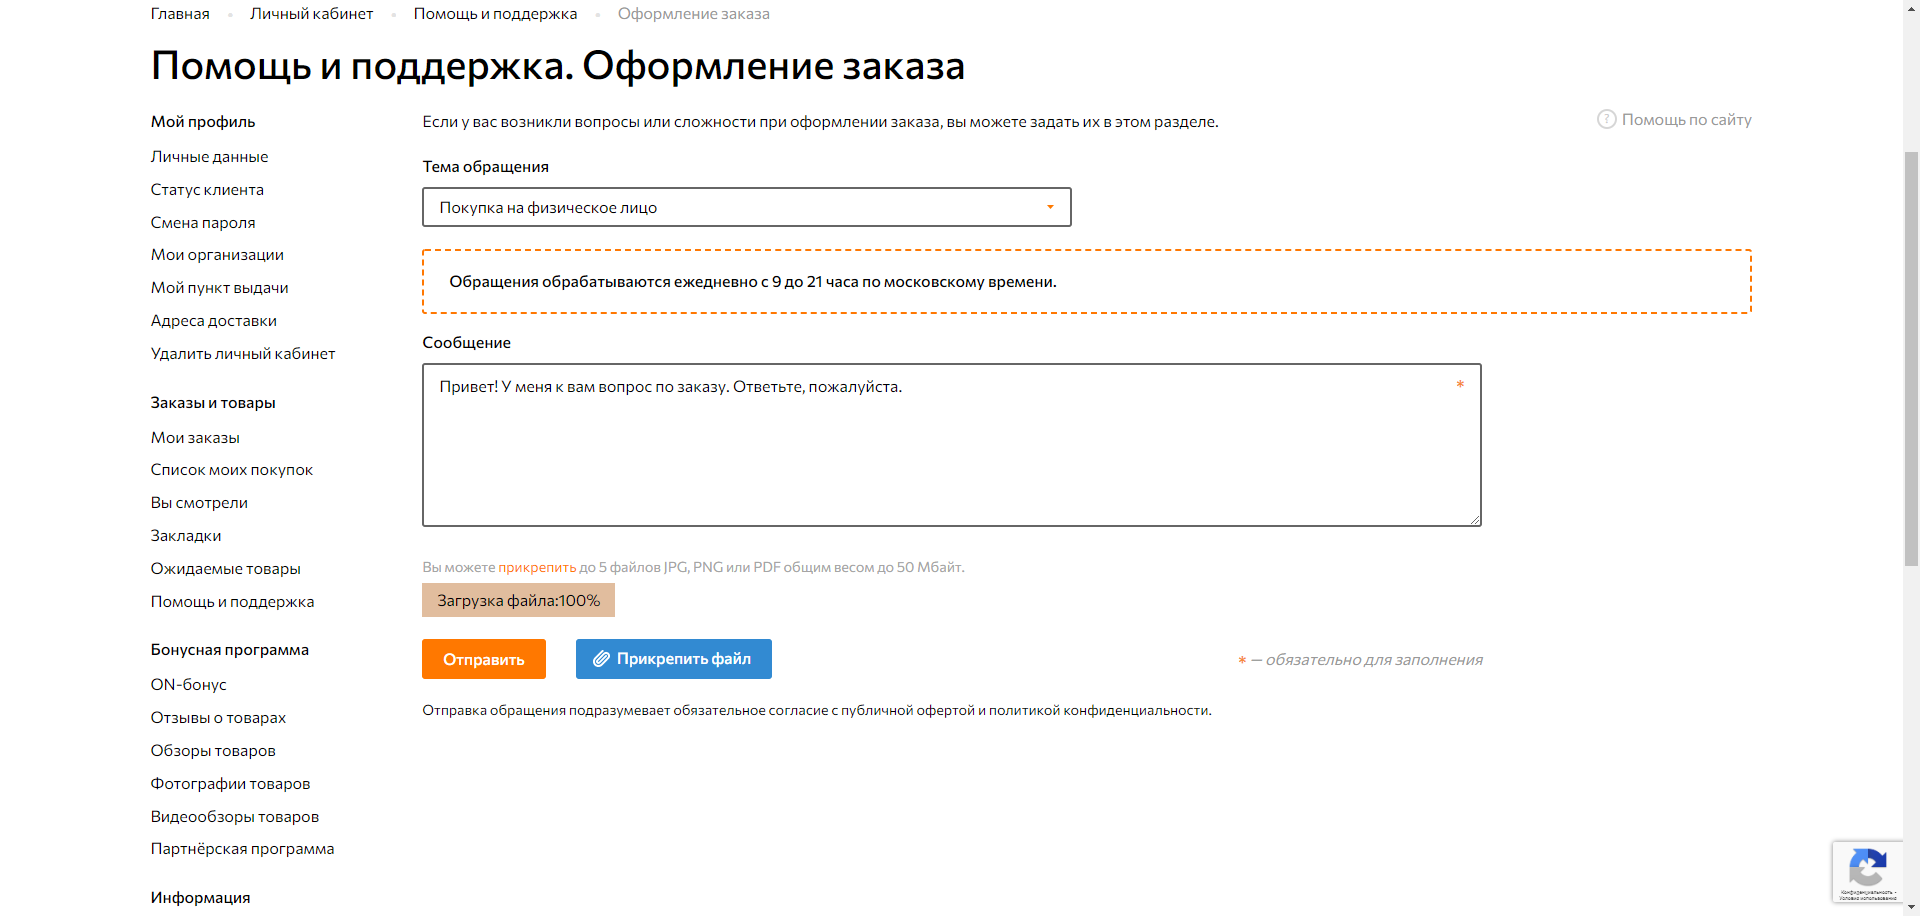 Главная Личный кабинет Помощь и поддержка Оформление заказа
Помощь и поддержка. Оформление заказа
Мой профиль
Личные данные
Статус клиента
Смена пароля
Мои организации
Мой пункт выдачи
Адреса доставки
Удалить личный кабинет
Заказы и товары
Мои заказы
Список моих покупок
Вы смотрели
Закладки
Ожидаемые товары
Помощь и поддержка
Бонусная программа
ON-бонус
Отзывы о товарах
Обзоры товаров
Фотографии товаров
Видеообзоры товаров
Партнёрская программа
Информация
Если у вас возникли вопросы или сложности при оформлении заказа, вы можете задать их в этом разделе.
? Помощь по сайту
Тема обращения
Покупка на физическое лицо
Обращения обрабатываются ежедневно с 9 до 21 часа по московскому времени.
Сообщение
Привет! У меня к вам вопрос по заказу. Ответьте, пожалуйста. *
Вы можете прикрепить до 5 файлов JPG, PNG или PDF общим весом до 50 Мбайт.
Загрузка файла:100%
Отправить Прикрепить файл * — обязательно для заполнения
Отправка обращения подразумевает обязательное согласие с публичной офертой и политикой конфиденциальности.
Конфиденциальность -
Условия использования